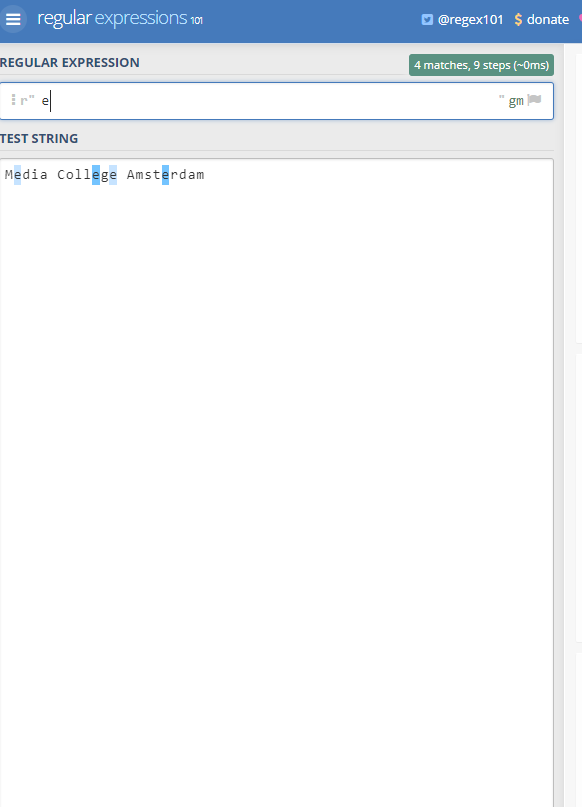 regular expressions 101 @regex101 $ donate
REGULAR EXPRESSION 4 matches, 9 steps (~0ms)
r" e " gm
TEST STRING
Media College Amsterdam